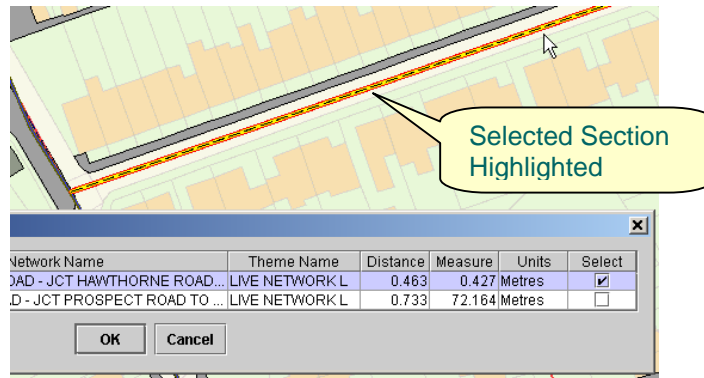 Selected Section
Highlighted
Network Name Theme Name Distance Measure Units Select
OAD - JCT HAWTHORNE ROAD... LIVE NETWORK L 0.463 0.427 Metres
D - JCT PROSPECT ROAD TO ... LIVE NETWORK L 0.733 72.164 Metres
OK Cancel